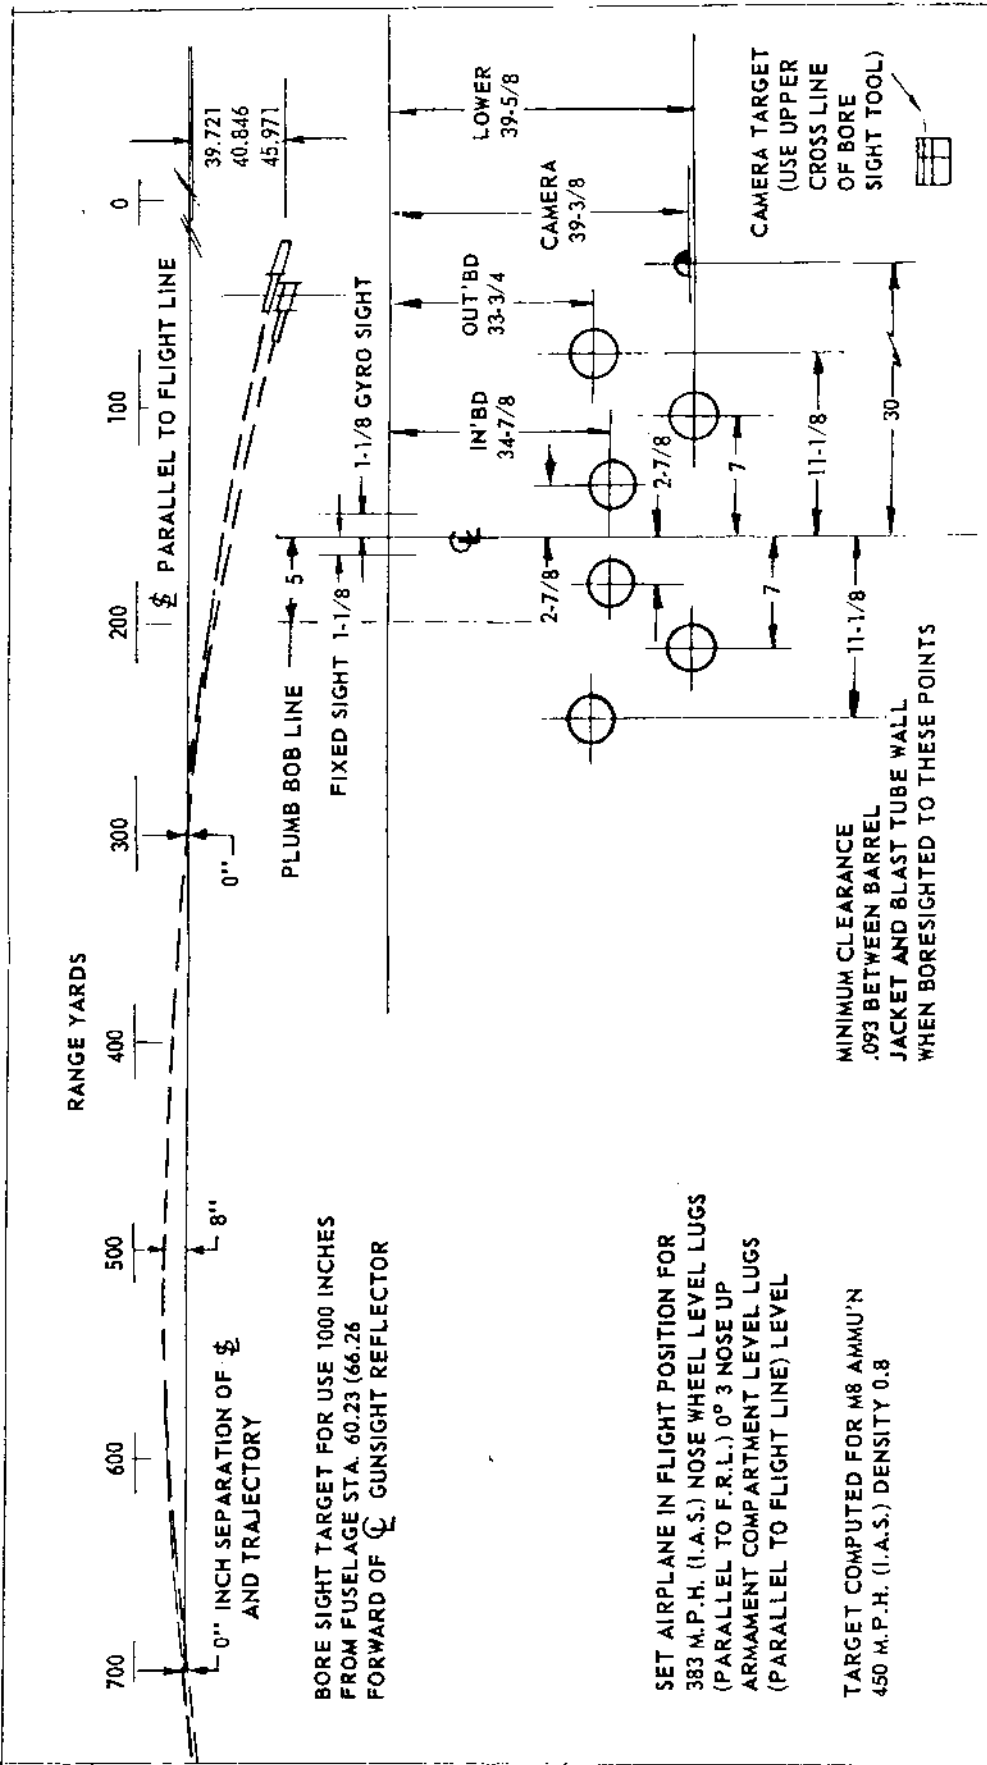 RANGE YARDS
700
600
500
400
300
200
100
0
PARALLEL TO FLIGHT LINE
39.721
40.846
45.971
0"
8"
0" INCH SEPARATION OF
AND TRAJECTORY
PLUMB BOB LINE
5
FIXED SIGHT 1-1/8
1-1/8 GYRO SIGHT
BORE SIGHT TARGET FOR USE 1000 INCHES
FROM FUSELAGE STA. 60.23 (66.26
FORWARD OF ℄ GUNSIGHT REFLECTOR
IN'BD
34-7/8
OUT'BD
33-3/4
CAMERA
39-3/8
LOWER
39-5/8
2-7/8
2-7/8
7
7
11-1/8
11-1/8
30
CAMERA TARGET
(USE UPPER
CROSS LINE
OF BORE
SIGHT TOOL)
SET AIRPLANE IN FLIGHT POSITION FOR
383 M.P.H. (I.A.S.) NOSE WHEEL LEVEL LUGS
(PARALLEL TO F.R.L.) 0° 3 NOSE UP
ARMAMENT COMPARTMENT LEVEL LUGS
(PARALLEL TO FLIGHT LINE) LEVEL
MINIMUM CLEARANCE
.093 BETWEEN BARREL
JACKET AND BLAST TUBE WALL
WHEN BORESIGHTED TO THESE POINTS
TARGET COMPUTED FOR M8 AMMU'N
450 M.P.H. (I.A.S.) DENSITY 0.8